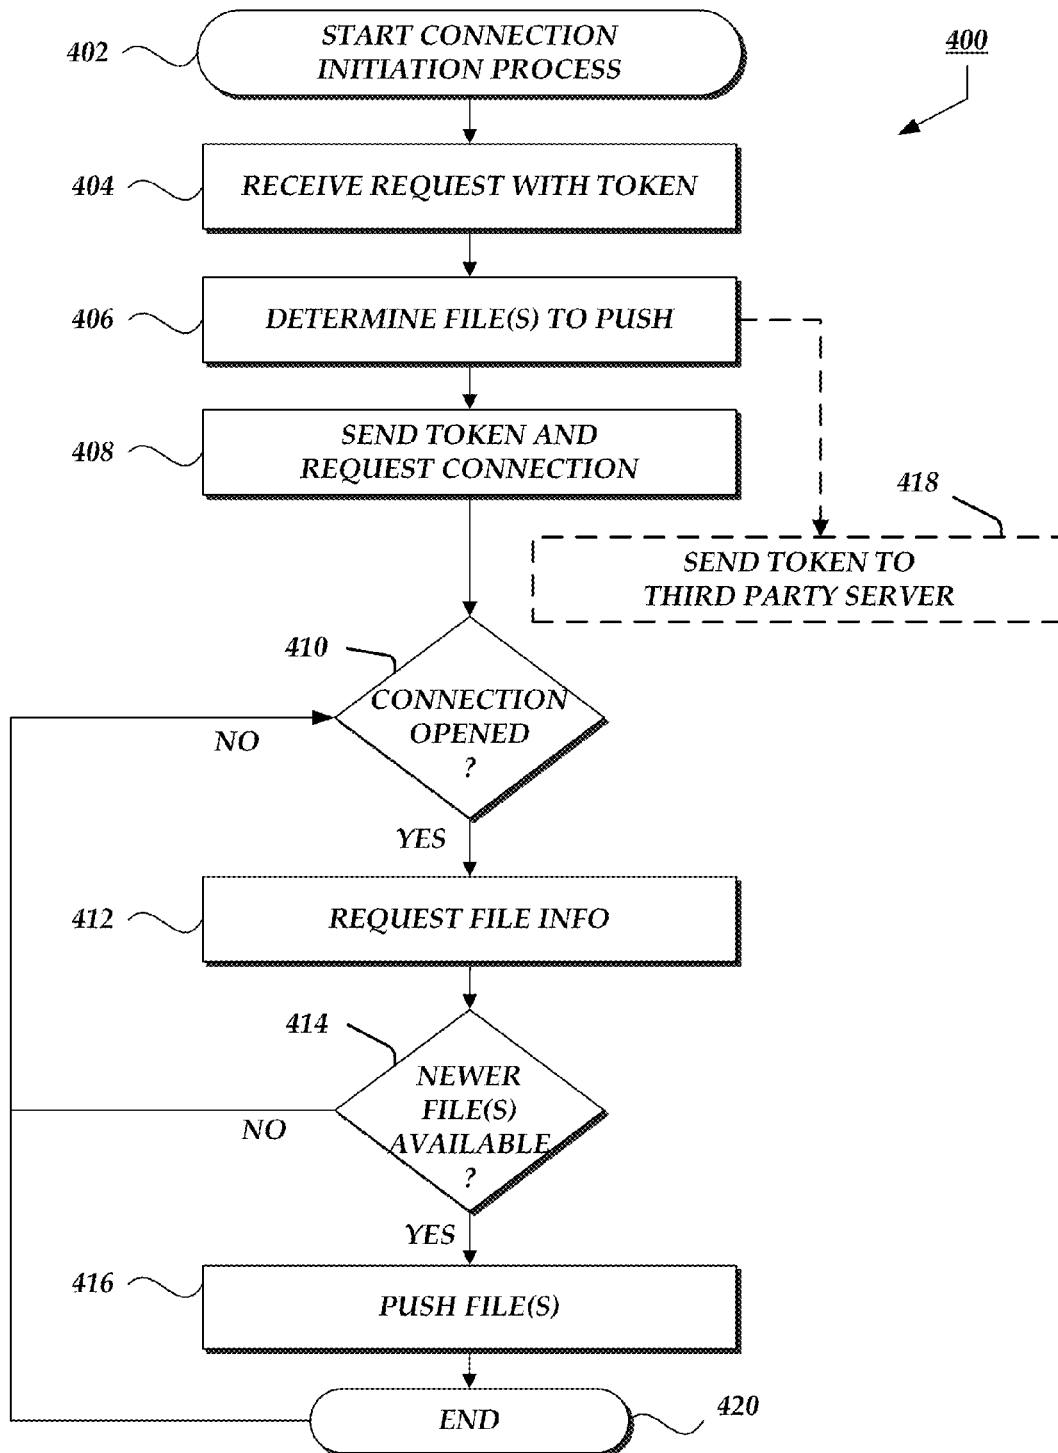 START CONNECTION
INITIATION PROCESS
402
400
RECEIVE REQUEST WITH TOKEN
404
DETERMINE FILE(S) TO PUSH
406
SEND TOKEN AND
REQUEST CONNECTION
408
418
SEND TOKEN TO
THIRD PARTY SERVER
410
CONNECTION
OPENED
?
NO
YES
REQUEST FILE INFO
412
414
NEWER
FILE(S)
AVAILABLE
?
NO
YES
416
PUSH FILE(S)
END
420